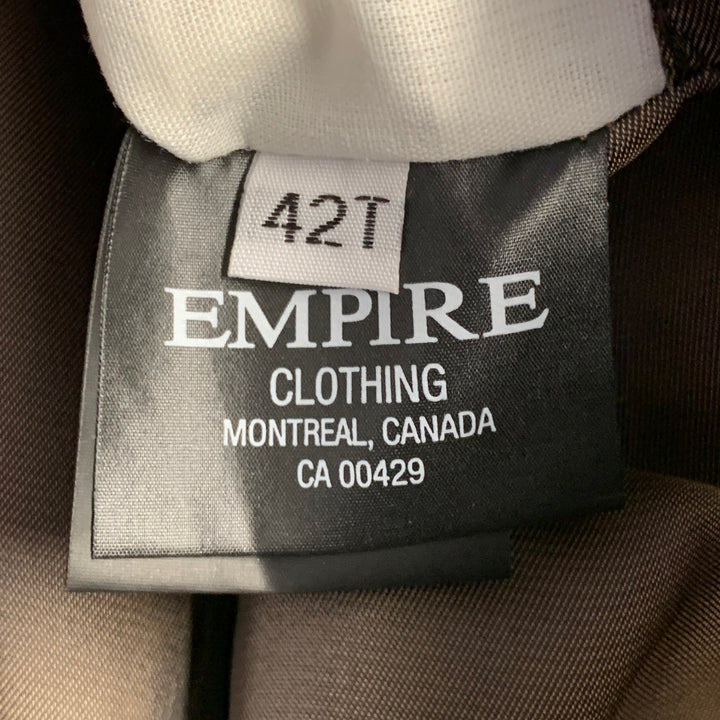 42T
EMPIRE
CLOTHING
MONTREAL, CANADA
CA 00429